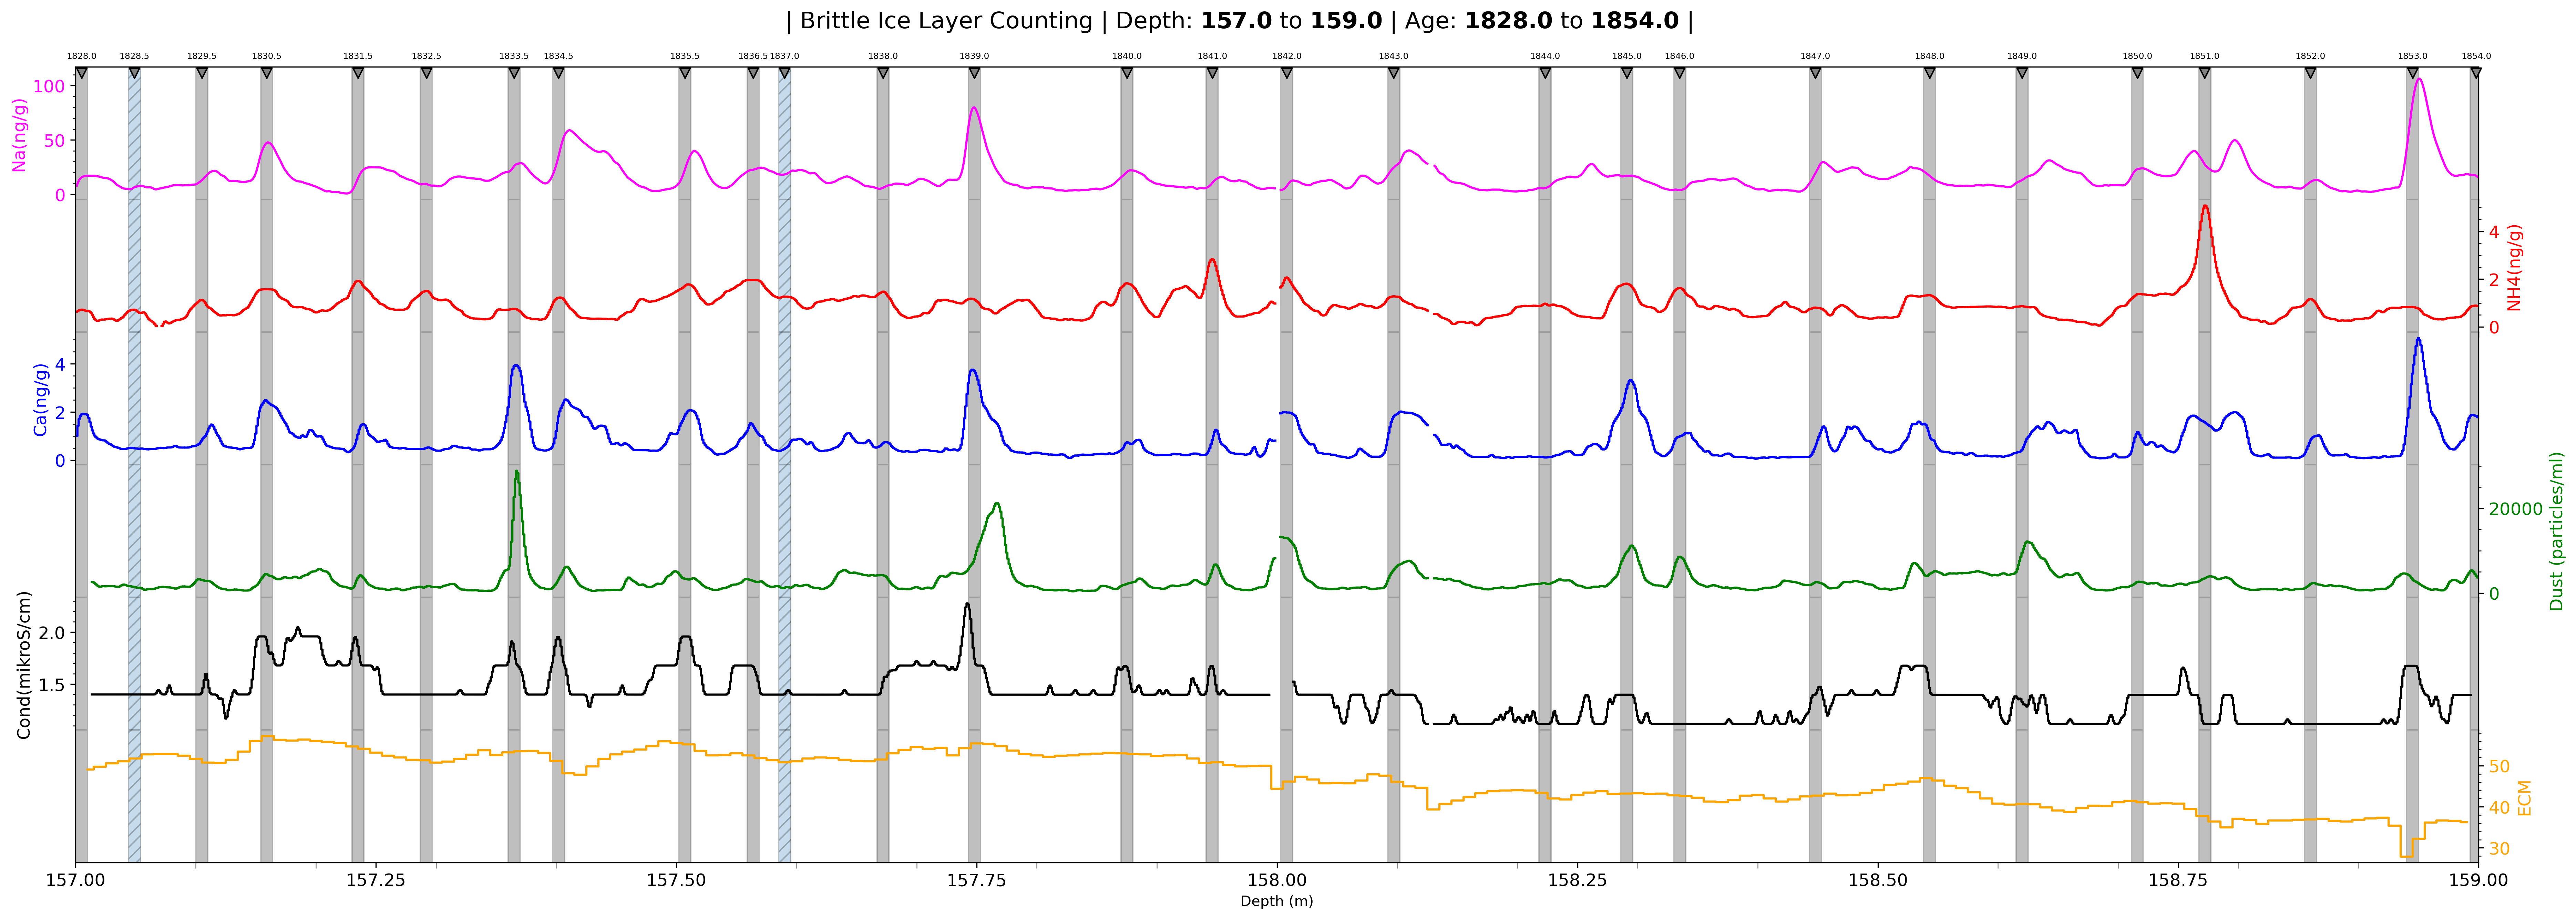 | Brittle Ice Layer Counting | Depth: 157.0 to 159.0 | Age: 1828.0 to 1854.0 |
1828.0 1828.5 1829.5 1830.5 1831.5 1832.5 1833.5 1834.5 1835.5 1836.5 1837.0 1838.0 1839.0 1840.0 1841.0 1842.0 1843.0 1844.0 1845.0 1846.0 1847.0 1848.0 1849.0 1850.0 1851.0 1852.0 1853.0 1854.0
Na(ng/g)
100
50
0
NH4(ng/g)
4
2
0
Ca(ng/g)
4
2
0
Dust (particles/ml)
20000
0
Cond(mikroS/cm)
2.0
1.5
ECM
50
40
30
157.00 157.25 157.50 157.75 158.00 158.25 158.50 158.75 159.00
Depth (m)